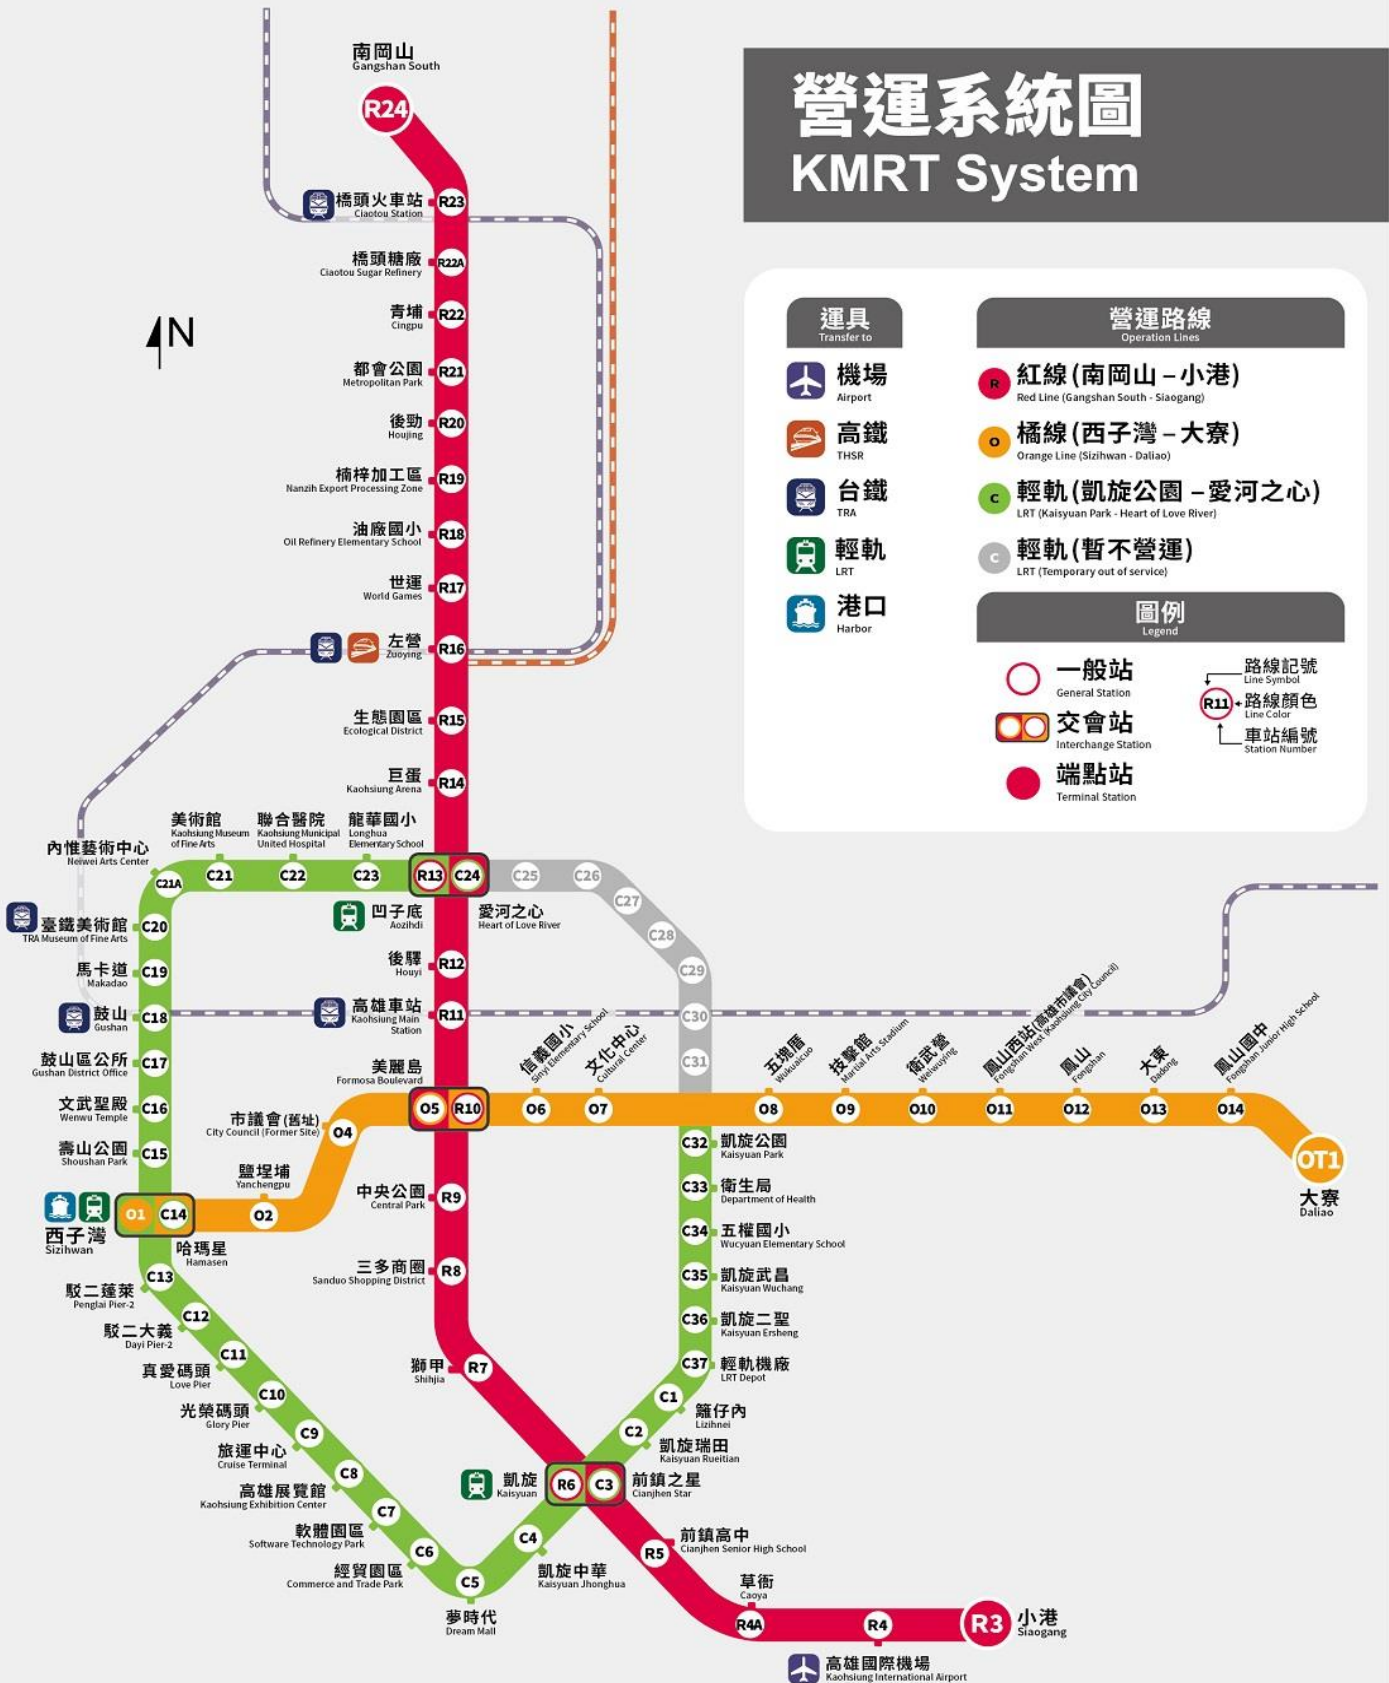 營運系統圖
KMRT System
運具
Transfer to
機場
Airport
高鐵
THSR
台鐵
TRA
輕軌
LRT
港口
Harbor
營運路線
Operation Lines
R
紅線(南岡山–小港)
Red Line (Gangshan South - Siaogang)
O
橘線(西子灣–大寮)
Orange Line (Sizihwan - Daliao)
C
輕軌(凱旋公園–愛河之心)
LRT (Kaisyuan Park - Heart of Love River)
C
輕軌(暫不營運)
LRT (Temporary out of service)
圖例
Legend
一般站
General Station
交會站
Interchange Station
端點站
Terminal Station
R11
路線記號
Line Symbol
路線顏色
Line Color
車站編號
Station Number
N
南岡山
Gangshan South
R24
橋頭火車站
Ciaotou Station
R23
橋頭糖廠
Ciaotou Sugar Refinery
R22A
青埔
Cingpu
R22
都會公園
Metropolitan Park
R21
後勁
Houjing
R20
楠梓加工區
Nanzih Export Processing Zone
R19
油廠國小
Oil Refinery Elementary School
R18
世運
World Games
R17
左營
Zuoying
R16
生態園區
Ecological District
R15
巨蛋
Kaohsiung Arena
R14
內惟藝術中心
Neiwei Arts Center
C21A
美術館
Kaohsiung Museum
of Fine Arts
C21
聯合醫院
Kaohsiung Municipal
United Hospital
C22
龍華國小
Longhua
Elementary School
C23
R13
C24
凹子底
Aozihdi
愛河之心
Heart of Love River
C25
C26
C27
C28
C29
C30
C31
臺鐵美術館
TRA Museum of Fine Arts
C20
馬卡道
Makadao
C19
鼓山
Gushan
C18
鼓山區公所
Gushan District Office
C17
文武聖殿
Wenwu Temple
C16
壽山公園
Shoushan Park
C15
後驛
Houyi
R12
高雄車站
Kaohsiung Main
Station
R11
美麗島
Formosa Boulevard
O5
R10
市議會(舊址)
City Council (Former Site)
O4
鹽埕埔
Yanchengpu
O2
西子灣
Sizihwan
O1
C14
哈瑪星
Hamasen
信義國小
Sinyi Elementary School
O6
文化中心
Cultural Center
O7
五塊厝
Wukuaicuo
O8
技擊館
Martial Arts Stadium
O9
衛武營
Weiwuying
O10
鳳山西站(高雄市議會)
Fongshan West (Kaohsiung City Council)
O11
鳳山
Fongshan
O12
大東
Dadong
O13
鳳山國中
Fongshan Junior High School
O14
OT1
大寮
Daliao
中央公園
Central Park
R9
三多商圈
Sanduo Shopping District
R8
獅甲
Shihjia
R7
C32
凱旋公園
Kaisyuan Park
C33
衛生局
Department of Health
C34
五權國小
Wucyuan Elementary School
C35
凱旋武昌
Kaisyuan Wuchang
C36
凱旋二聖
Kaisyuan Ersheng
C37
輕軌機廠
LRT Depot
C1
籬仔內
Lizihnei
C2
凱旋瑞田
Kaisyuan Rueitian
凱旋
Kaisyuan
R6
C3
前鎮之星
Cianjhen Star
C4
凱旋中華
Kaisyuan Jhonghua
C5
夢時代
Dream Mall
C6
經貿園區
Commerce and Trade Park
C7
軟體園區
Software Technology Park
C8
高雄展覽館
Kaohsiung Exhibition Center
C9
旅運中心
Cruise Terminal
C10
光榮碼頭
Glory Pier
C11
真愛碼頭
Love Pier
C12
駁二大義
Dayi Pier-2
C13
駁二蓬萊
Penglai Pier-2
R5
前鎮高中
Cianjhen Senior High School
草衙
Caoya
R4A
R4
高雄國際機場
Kaohsiung International Airport
R3
小港
Siaogang